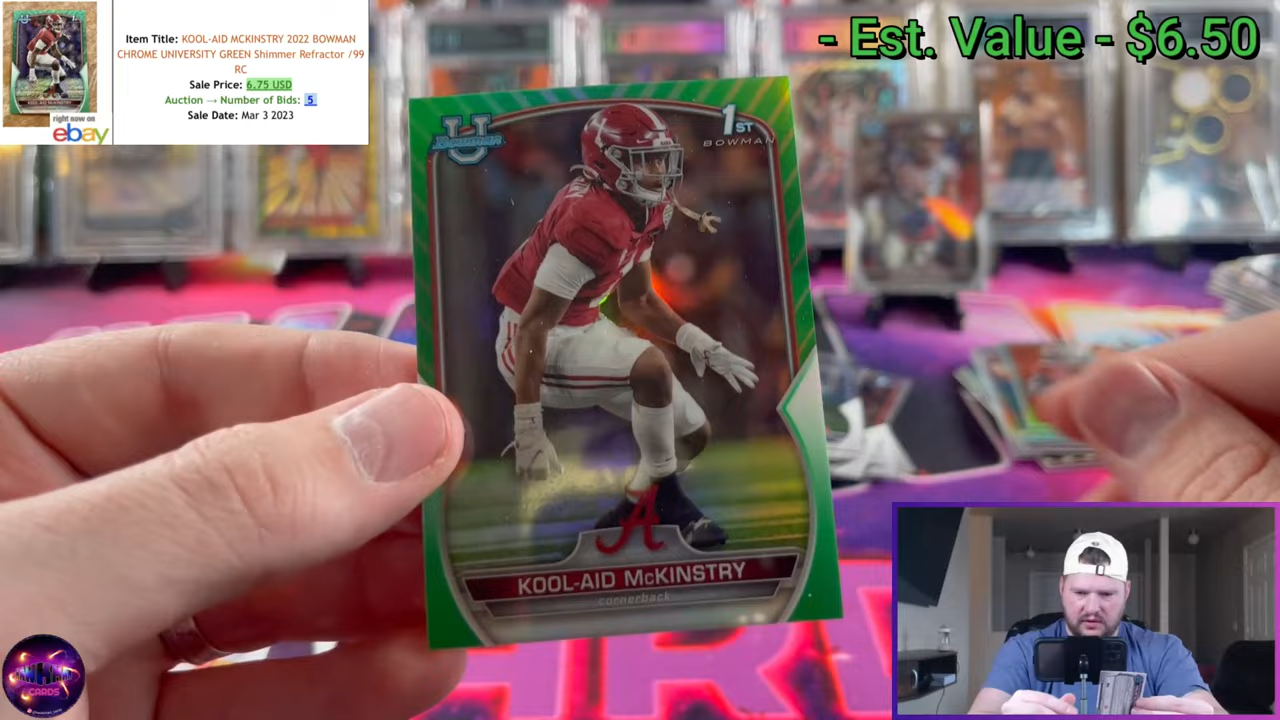 Item Title: KOOL-AID MCKINSTRY 2022 BOWMAN
CHROME UNIVERSITY GREEN Shimmer Refractor /99
RC
Sale Price: 6.75 USD
Auction → Number of Bids: 5
Sale Date: Mar 3 2023
right now on
ebay
- Est. Value - $6.50
U
Bowman
1ST
BOWMAN
A
KOOL-AID McKINSTRY
cornerback
CARDS